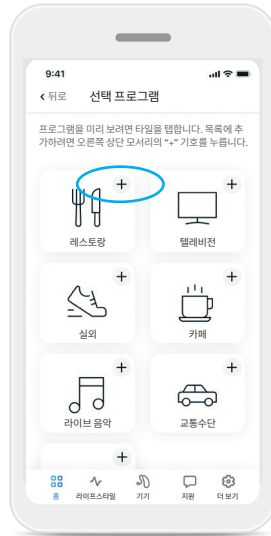 9:41
뒤로 선택 프로그램
프로그램을 미리 보려면 타일을 탭합니다. 목록에 추
가하려면 오른쪽 상단 모서리의 "+" 기호를 누릅니다.
레스토랑 텔레비전
실외 카페
라이브 음악 교통수단
홈 라이프스타일 기기 지원 더 보기